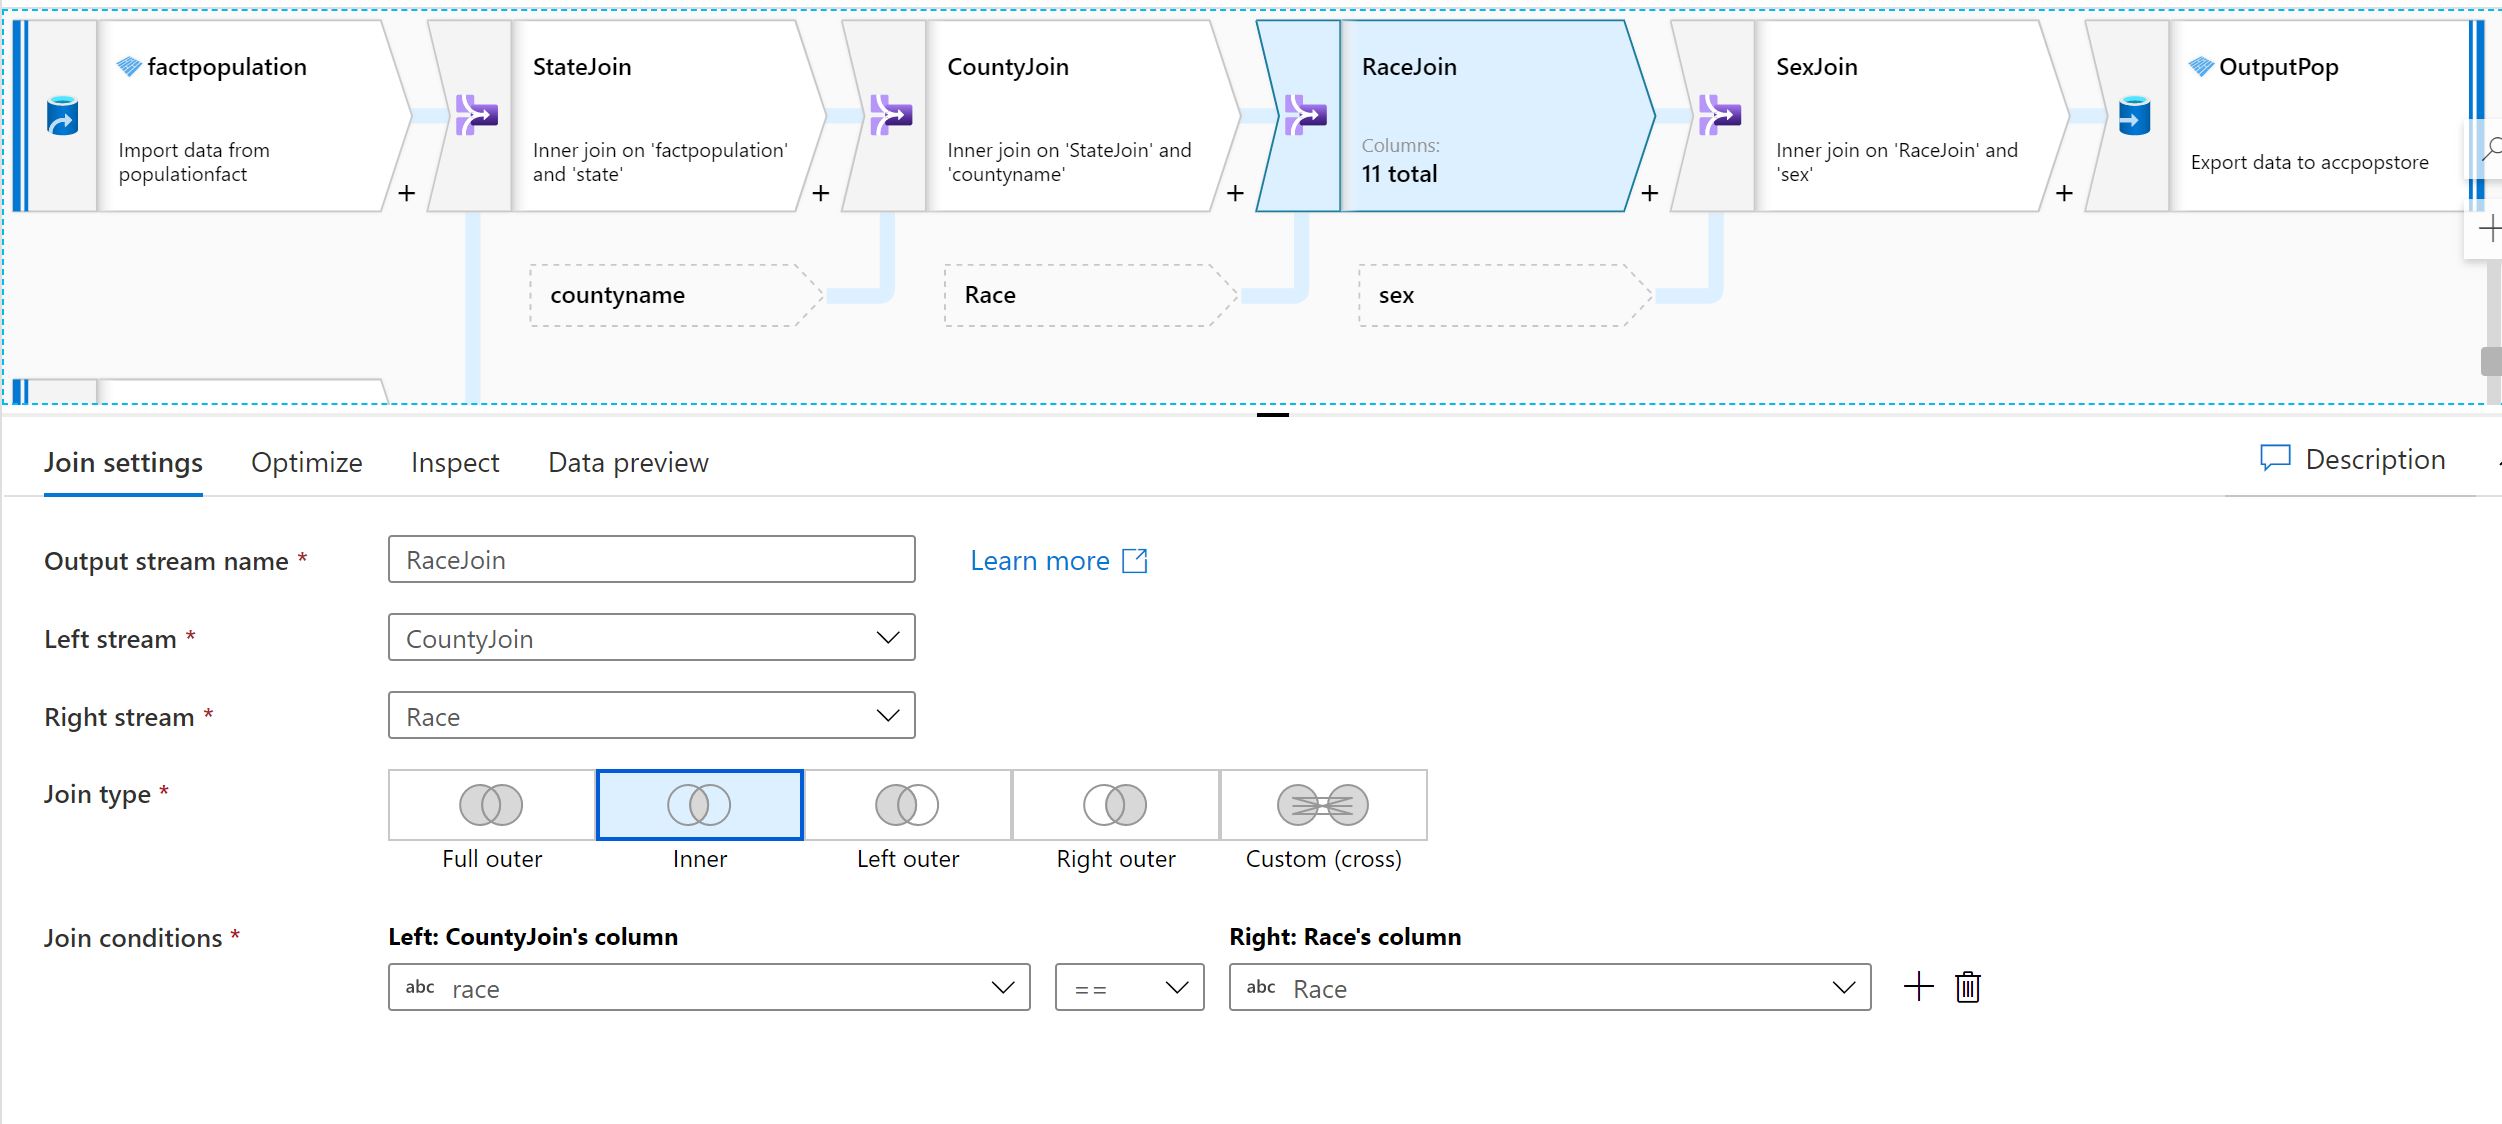 factpopulation
Import data from
populationfact
+
StateJoin
Inner join on 'factpopulation'
and 'state'
+
CountyJoin
Inner join on 'StateJoin' and
'countyname'
+
RaceJoin
Columns:
11 total
+
SexJoin
Inner join on 'RaceJoin' and
'sex'
+
OutputPop
Export data to accpopstore
countyname
Race
sex
Join settings
Optimize
Inspect
Data preview
Description
Output stream name *
RaceJoin
Learn more
Left stream *
CountyJoin
Right stream *
Race
Join type *
Full outer
Inner
Left outer
Right outer
Custom (cross)
Join conditions *
Left: CountyJoin's column
Right: Race's column
abc race
==
abc Race